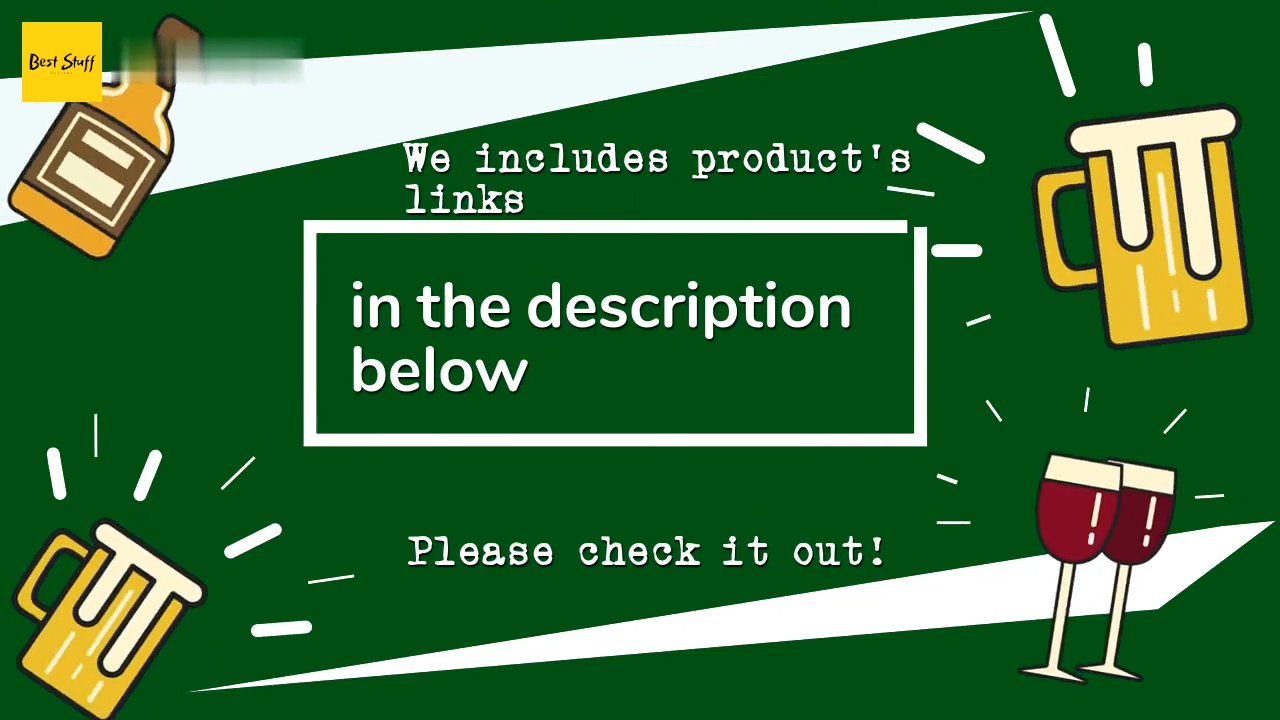 Best Stuff
We includes product's
links
in the description
below
Please check it out!